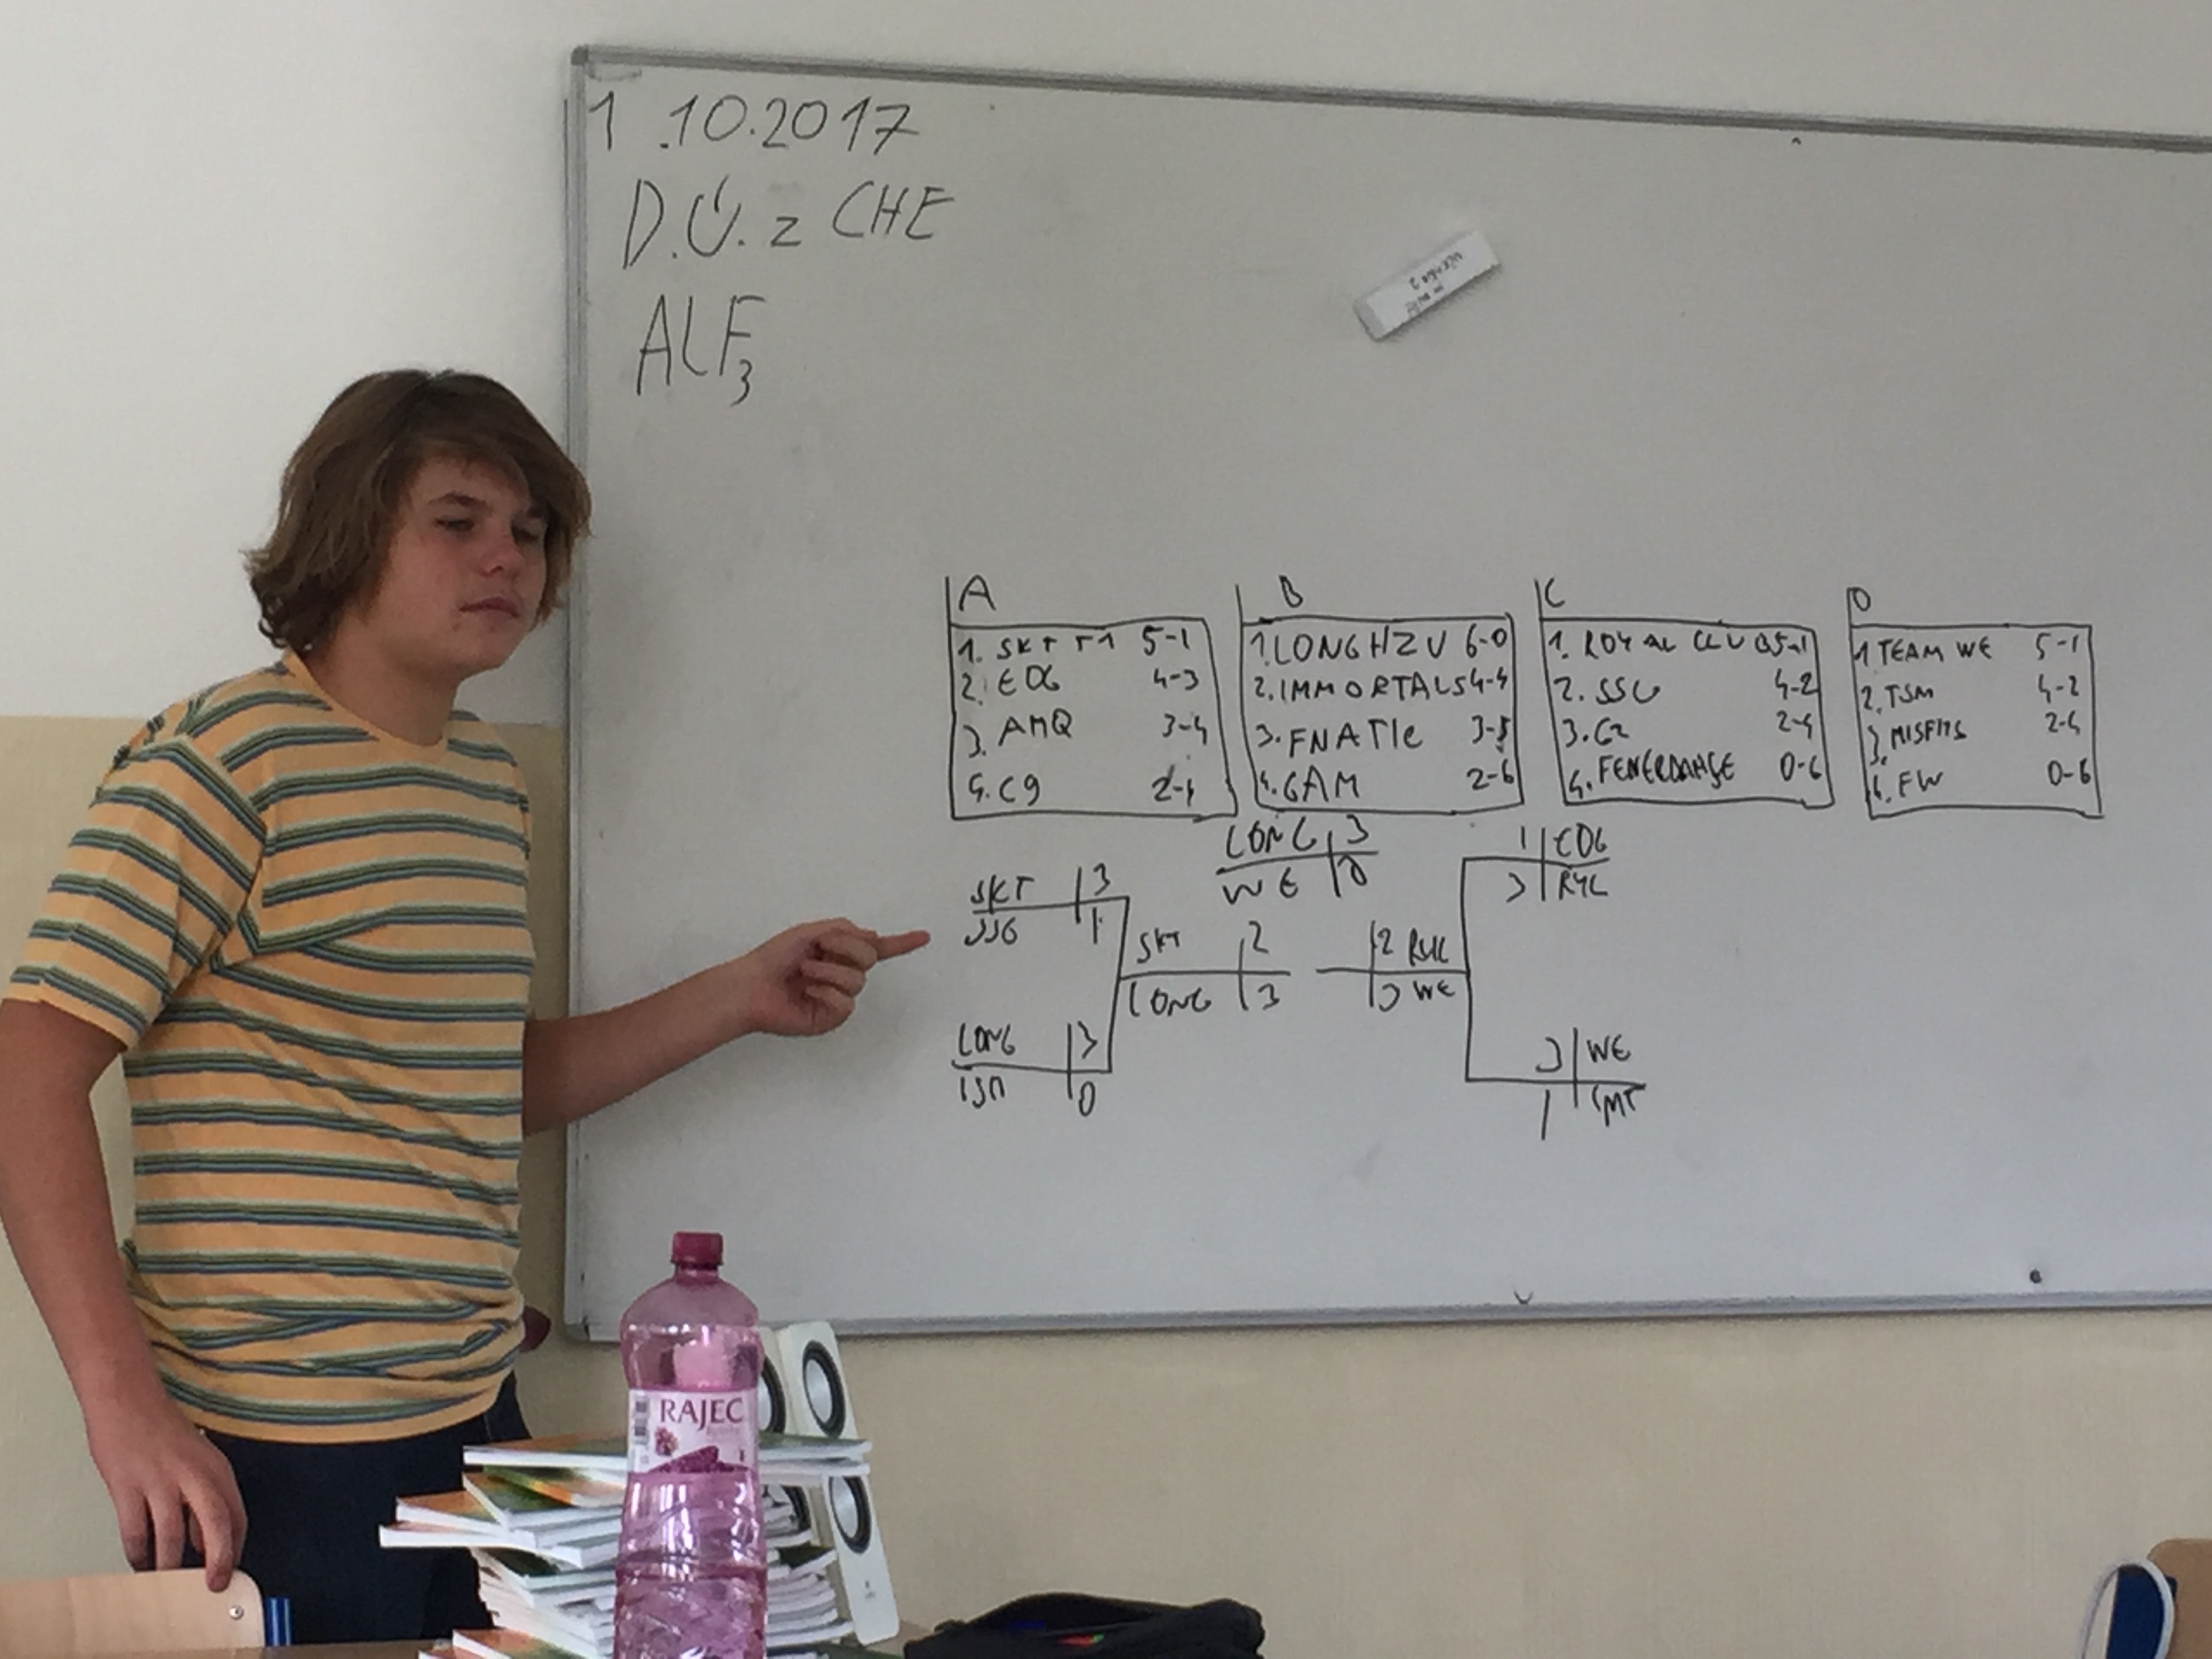 1.10.2017
D.Ú. z CHE
ALF3
A
1. SKT T1 5-1
2. EDG 4-3
3. AHQ 3-4
4. C9 2-4
B
1. LONGHZU 6-0
2. IMMORTALS 4-4
3. FNATIC 3-5
4. GAM 2-6
C
1. ROYAL CLUB 5-1
2. SSG 4-2
3. G2 2-4
4. FENERBAHÇE 0-6
D
1 TEAM WE 5-1
2. TSM 4-2
3. MISFITS 2-4
4. FW 0-6
LONG 3
WE 0
SKT 3
SSG 1
SKT 2
LONG 3
LONG 3
TSM 0
1 EDG
3 RYL
2 RYL
3 WE
3 WE
1 IMT
RAJEC